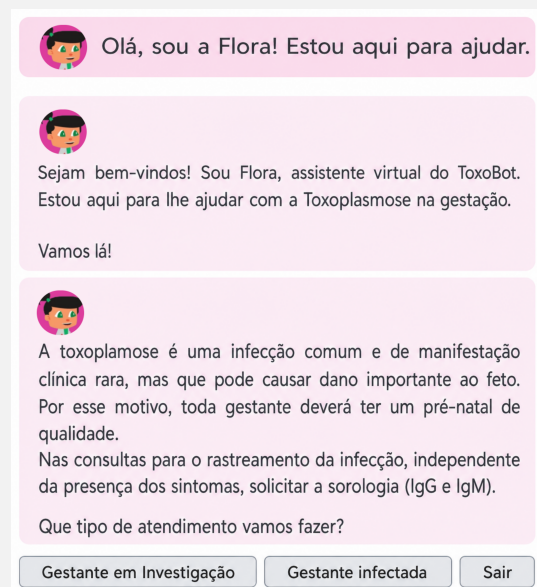 Olá, sou a Flora! Estou aqui para ajudar.
Sejam bem-vindos! Sou Flora, assistente virtual do ToxoBot.
Estou aqui para lhe ajudar com a Toxoplasmose na gestação.
Vamos lá!
A toxoplamose é uma infecção comum e de manifestação
clínica rara, mas que pode causar dano importante ao feto.
Por esse motivo, toda gestante deverá ter um pré-natal de
qualidade.
Nas consultas para o rastreamento da infecção, independente
da presença dos sintomas, solicitar a sorologia (IgG e IgM).
Que tipo de atendimento vamos fazer?
Gestante em Investigação
Gestante infectada
Sair